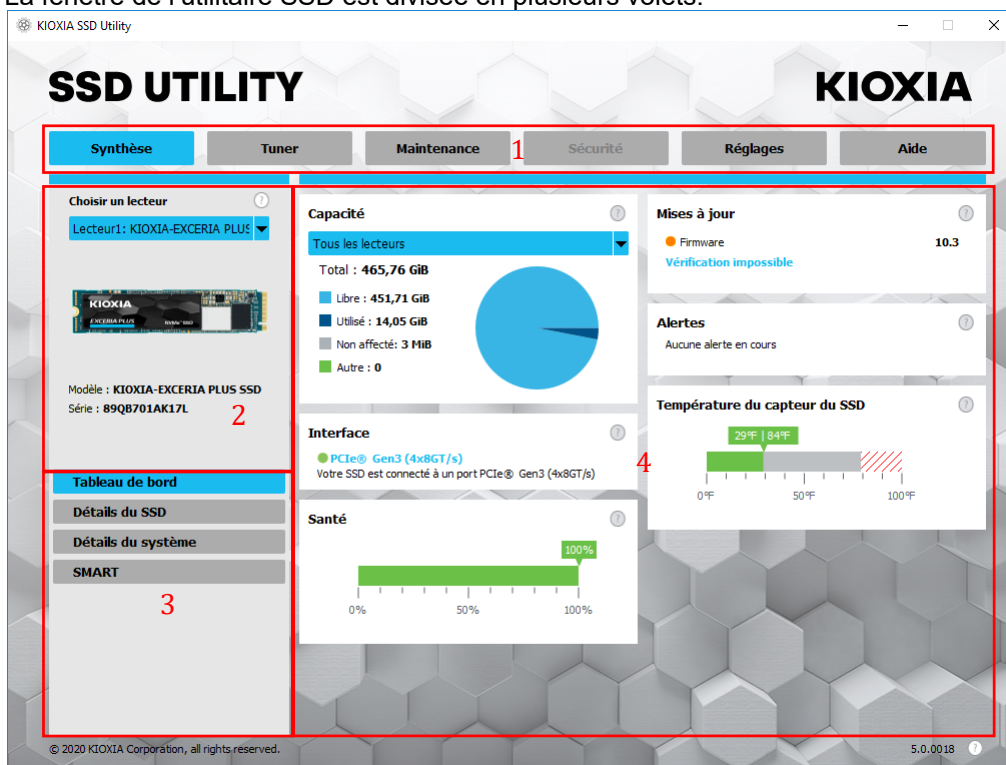 La fenêtre de l'utilitaire SSD est divisée en plusieurs volets.
KIOXIA SSD Utility
SSD UTILITY
KIOXIA
Synthèse
Tuner
Maintenance
1
Sécurité
Réglages
Aide
Choisir un lecteur
Lecteur1: KIOXIA-EXCERIA PLUS
KIOXIA
EXCERIA PLUS
NVMe™ SSD
Modèle : KIOXIA-EXCERIA PLUS SSD
Série : 89QB701AK17L
2
Tableau de bord
Détails du SSD
Détails du système
SMART
3
Capacité
Tous les lecteurs
Total : 465,76 GiB
Libre : 451,71 GiB
Utilisé : 14,05 GiB
Non affecté: 3 MiB
Autre : 0
Interface
PCIe® Gen3 (4x8GT/s)
Votre SSD est connecté à un port PCIe® Gen3 (4x8GT/s)
Santé
100%
0% 50% 100%
4
Mises à jour
Firmware 10.3
Vérification impossible
Alertes
Aucune alerte en cours
Température du capteur du SSD
29°F | 84°F
0°F 50°F 100°F
© 2020 KIOXIA Corporation, all rights reserved.
5.0.0018 ?